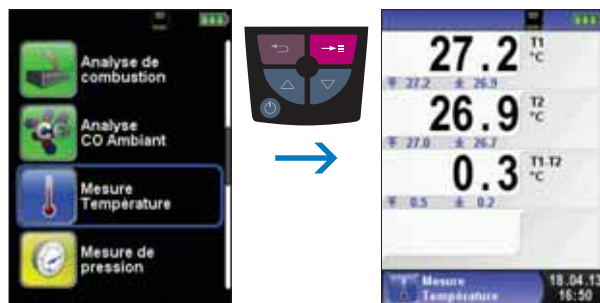 Analyse de
combustion
Analyse
CO Ambiant
Mesure
Température
Mesure de
pression
27.2 T1
°C
27.2 26.9
26.9 T2
°C
27.0 26.7
0.3 T1-T2
°C
0.5 0.2
Mesure
Température
18.04.13
16:50